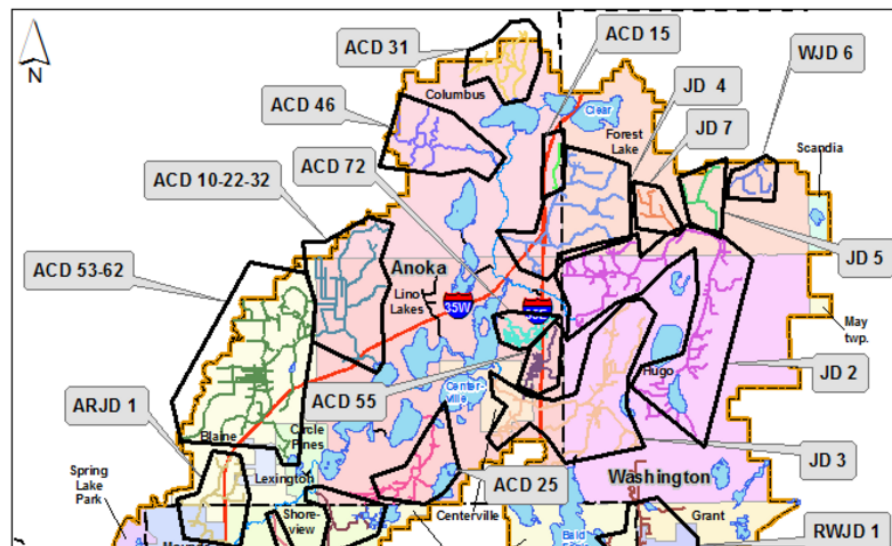 ACD 31
ACD 15
WJD 6
N
Columbus
Clear
JD 4
ACD 46
Forest
Lake
JD 7
Scandia
ACD 72
ACD 10-22-32
JD 5
ACD 53-62
Anoka
Lino
Lakes
35W
May
twp.
Center-
ville
Hugo
JD 2
ACD 55
ARJD 1
Blaine
Circle
Pines
JD 3
Spring
Lake
Park
Lexington
ACD 25
Washington
Shore-
view
Centerville
Grant
Bald
RWJD 1